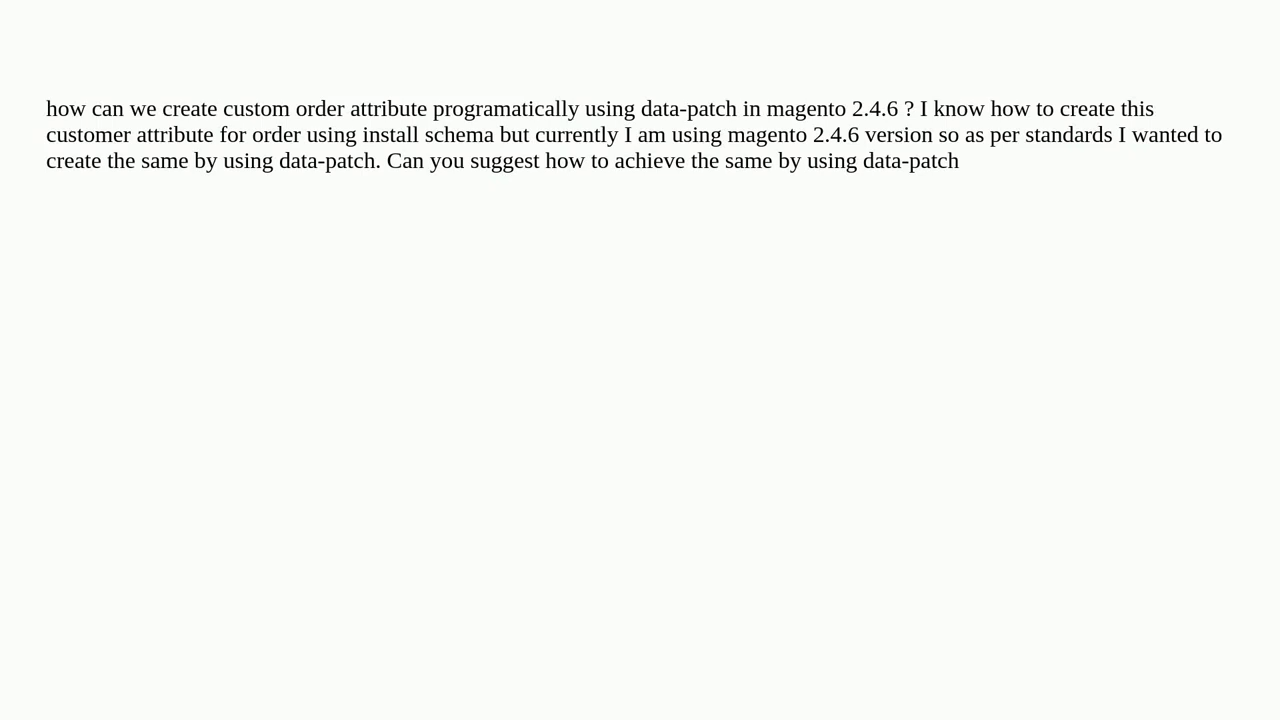 how can we create custom order attribute programatically using data-patch in magento 2.4.6 ? I know how to create this
customer attribute for order using install schema but currently I am using magento 2.4.6 version so as per standards I wanted to
create the same by using data-patch. Can you suggest how to achieve the same by using data-patch